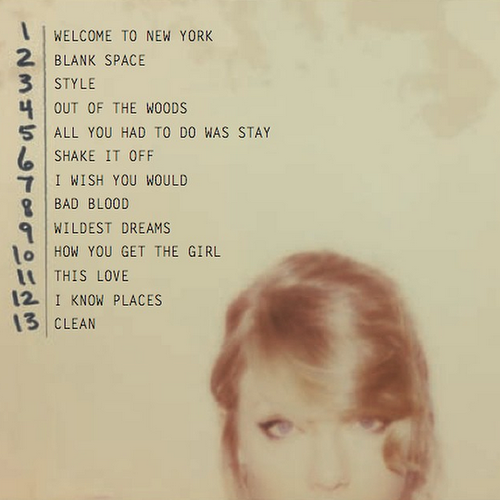 1 WELCOME TO NEW YORK
2 BLANK SPACE
3 STYLE
4 OUT OF THE WOODS
5 ALL YOU HAD TO DO WAS STAY
6 SHAKE IT OFF
7 I WISH YOU WOULD
8 BAD BLOOD
9 WILDEST DREAMS
10 HOW YOU GET THE GIRL
11 THIS LOVE
12 I KNOW PLACES
13 CLEAN